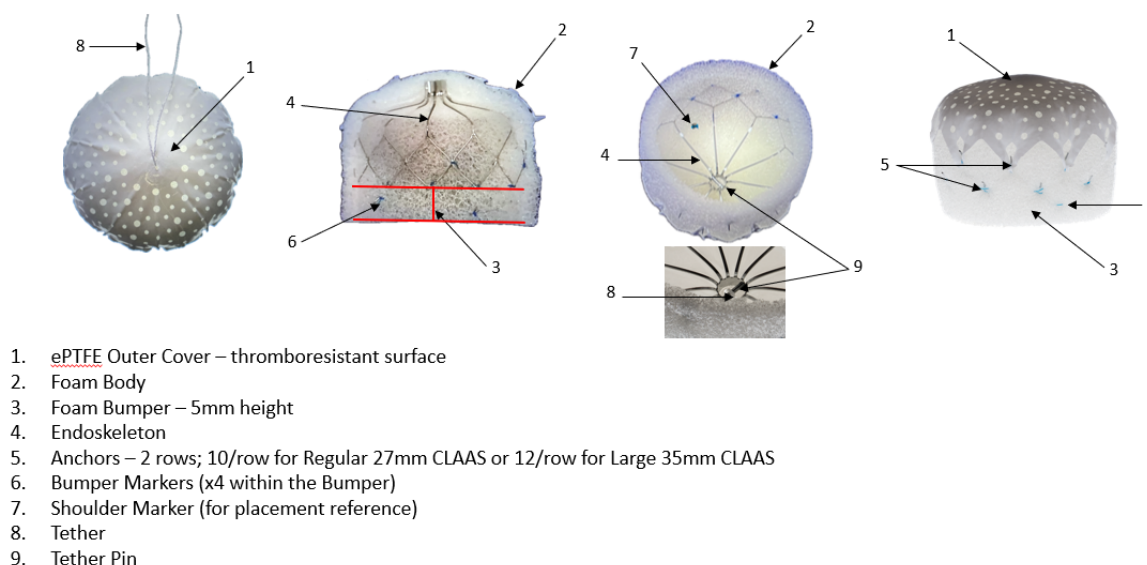 8
1
4
2
6
3
7
2
4
9
8
1
5
3
1. ePTFE Outer Cover – thromboresistant surface
2. Foam Body
3. Foam Bumper – 5mm height
4. Endoskeleton
5. Anchors – 2 rows; 10/row for Regular 27mm CLAAS or 12/row for Large 35mm CLAAS
6. Bumper Markers (x4 within the Bumper)
7. Shoulder Marker (for placement reference)
8. Tether
9. Tether Pin